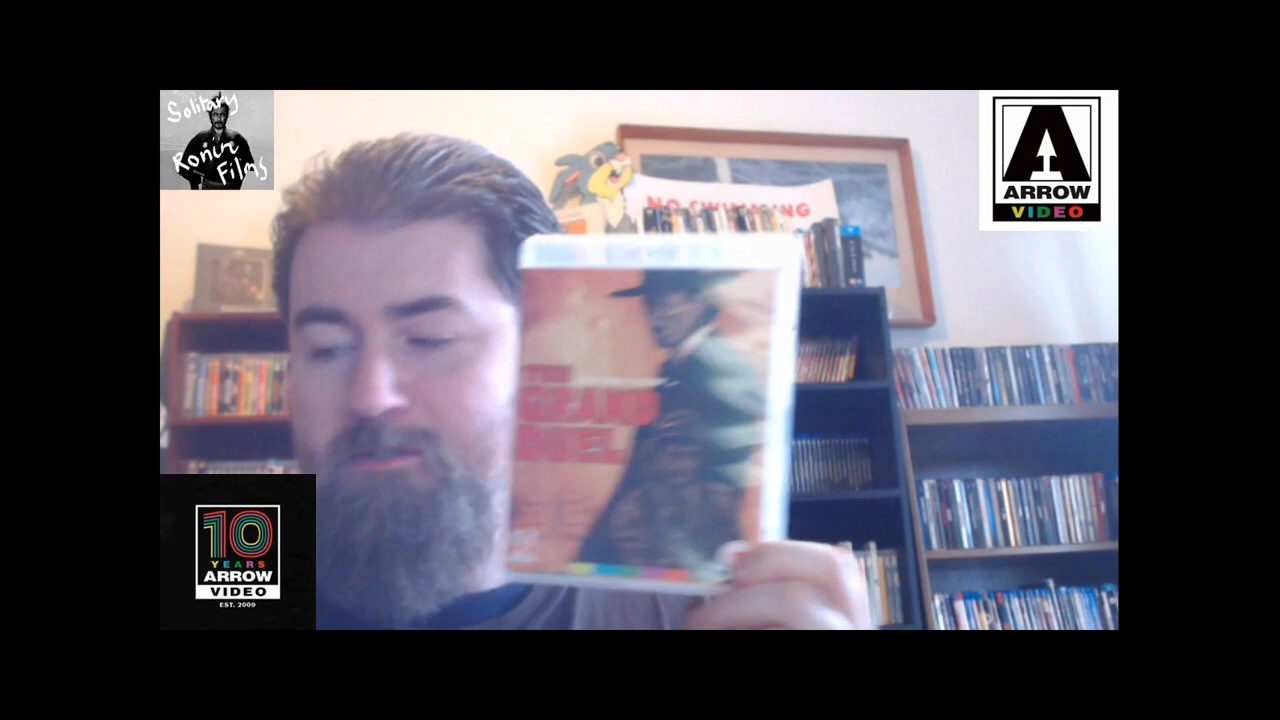 Solitary
Ronin
Films
ARROW
VIDEO
NO SWIMMING
THE
GRAND
DUEL
10
YEARS
ARROW
VIDEO
EST. 2009